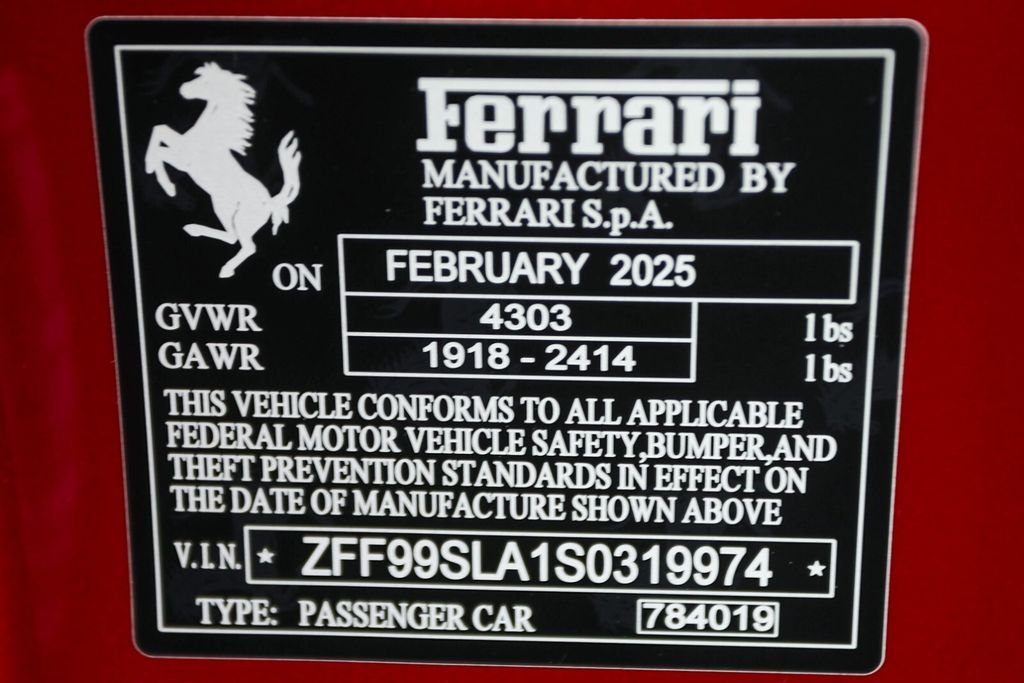 Ferrari
MANUFACTURED BY
FERRARI S.p.A.
ON FEBRUARY 2025
GVWR 4303 lbs
GAWR 1918 - 2414 lbs
THIS VEHICLE CONFORMS TO ALL APPLICABLE
FEDERAL MOTOR VEHICLE SAFETY,BUMPER,AND
THEFT PREVENTION STANDARDS IN EFFECT ON
THE DATE OF MANUFACTURE SHOWN ABOVE
V.I.N. ★ ZFF99SLA1S0319974 ★
TYPE: PASSENGER CAR 784019